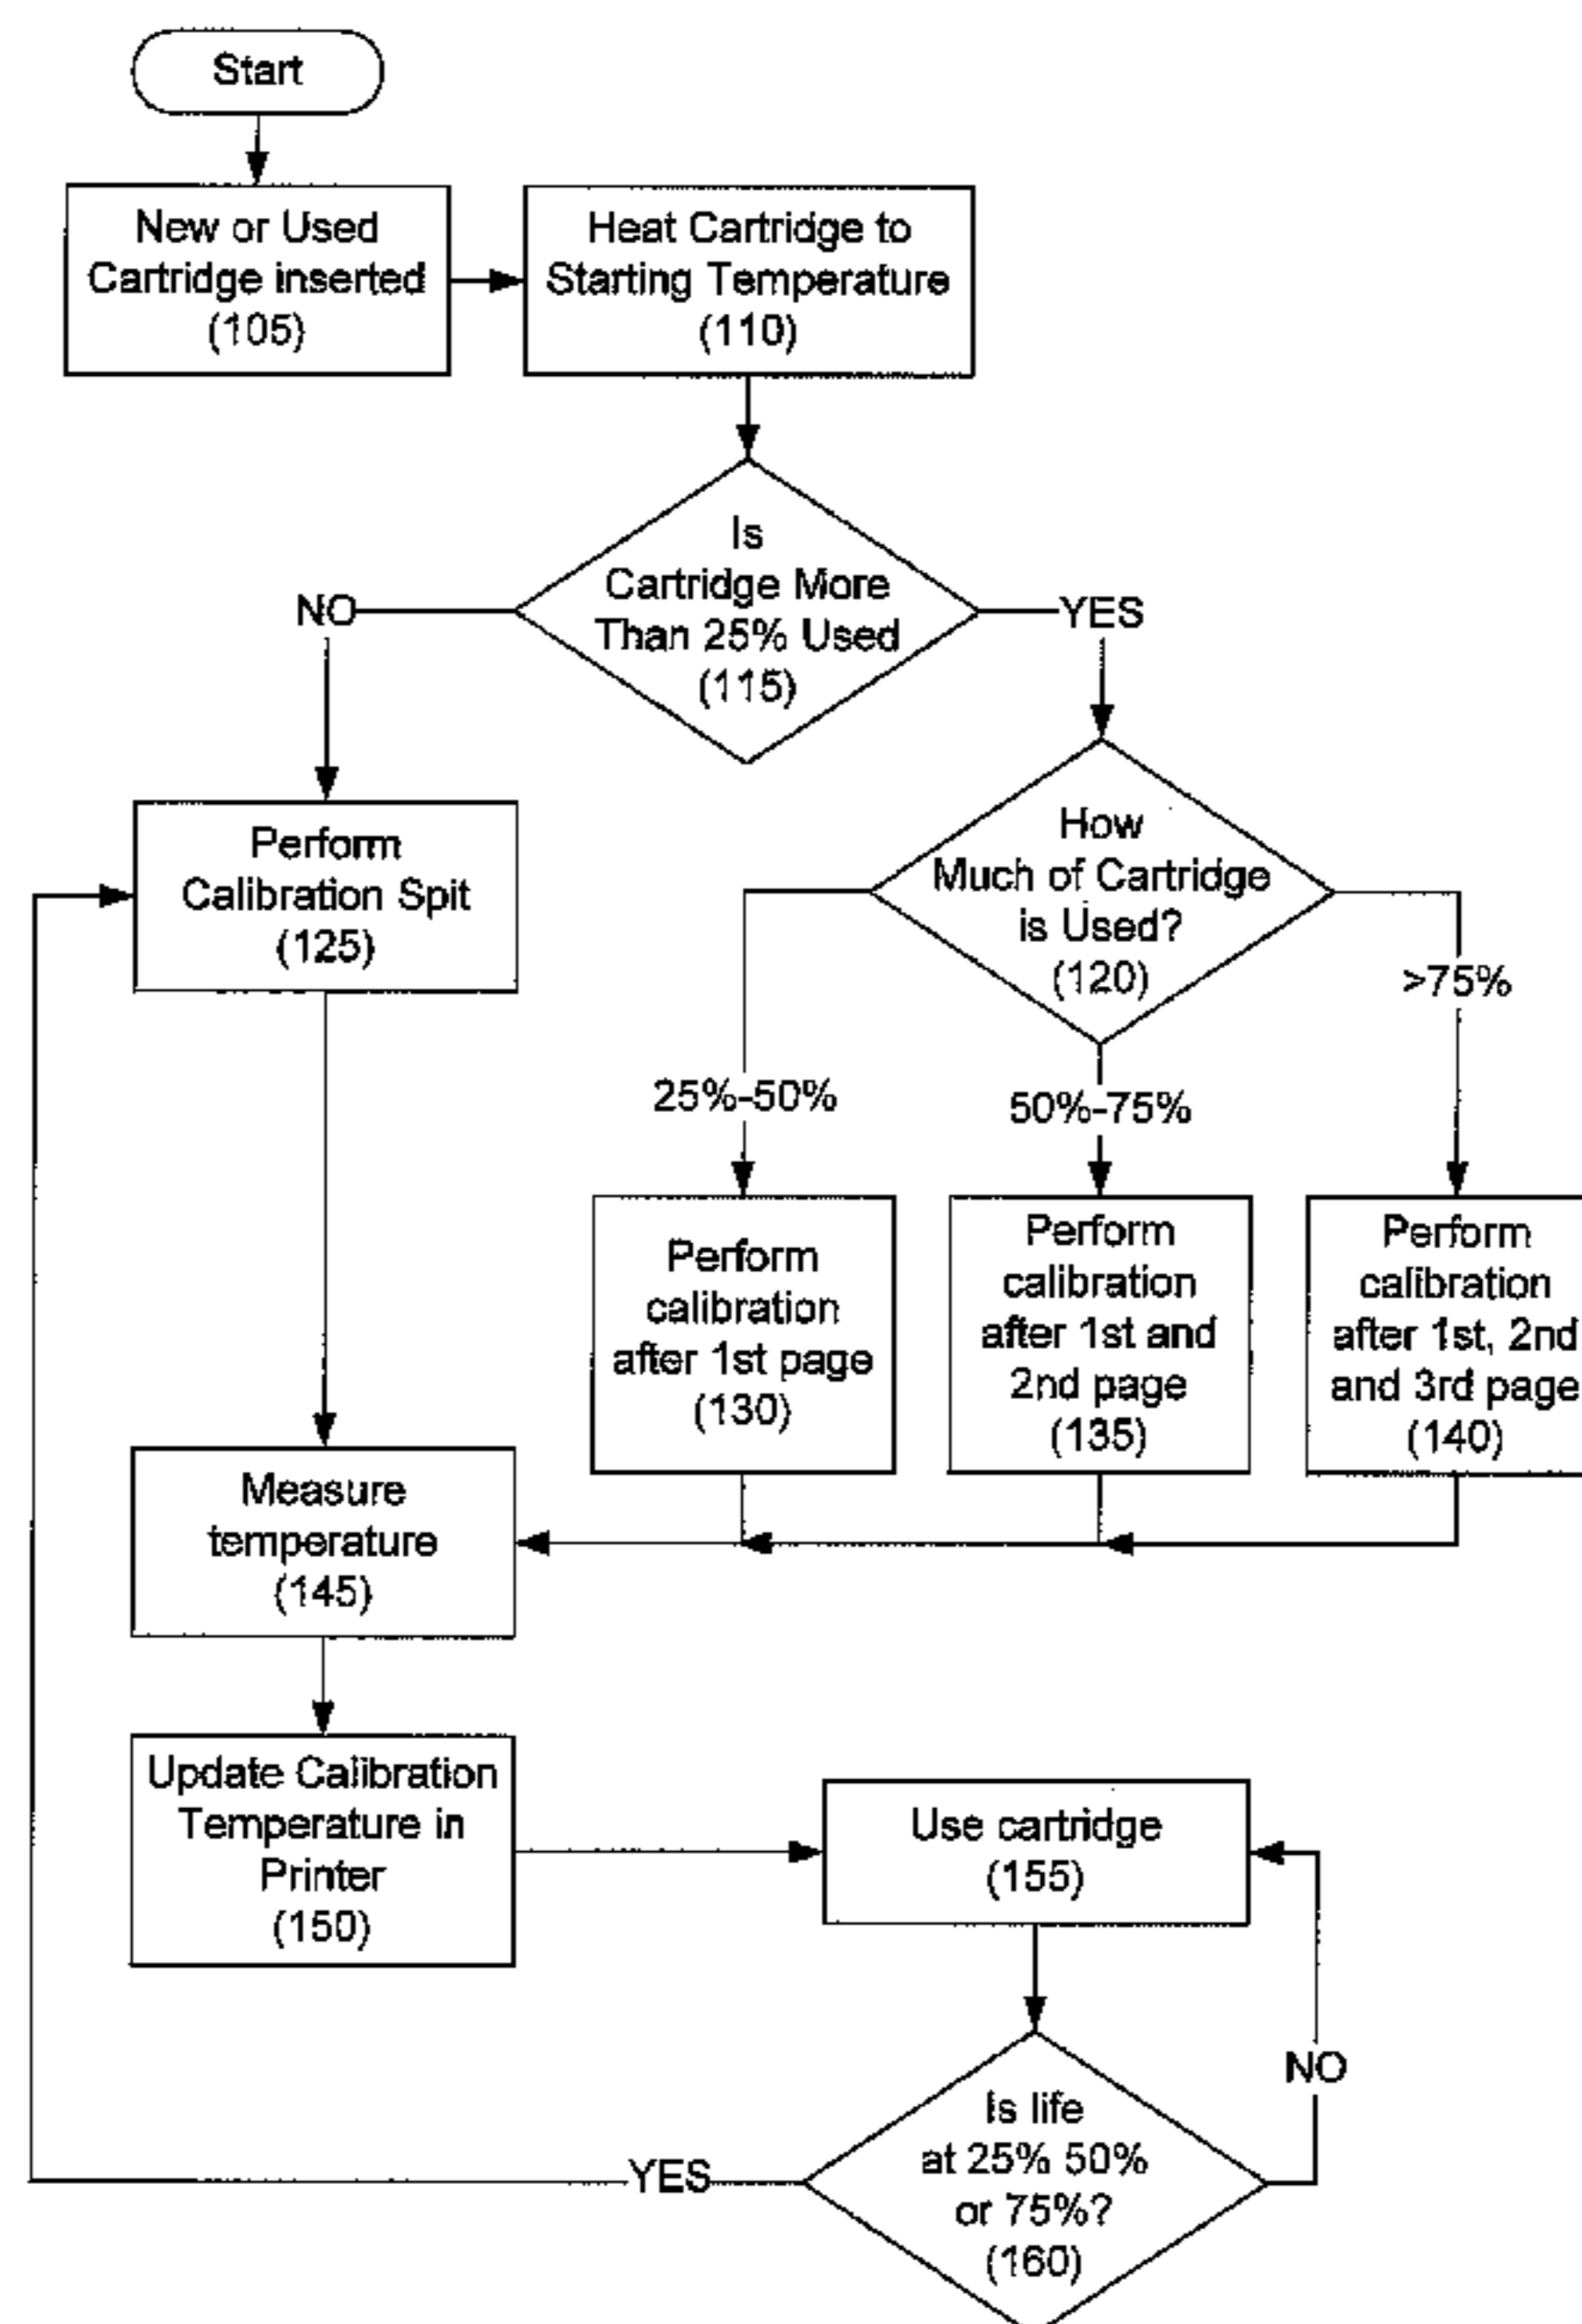 Start
New or Used
Cartridge inserted
(105)
Heat Cartridge to
Starting Temperature
(110)
Is
Cartridge More
Than 25% Used
(115)
NO
YES
Perform
Calibration Spit
(125)
How
Much of Cartridge
is Used?
(120)
25%-50%
50%-75%
>75%
Perform
calibration
after 1st page
(130)
Perform
calibration
after 1st and
2nd page
(135)
Perform
calibration
after 1st, 2nd
and 3rd page
(140)
Measure
temperature
(145)
Update Calibration
Temperature in
Printer
(150)
Use cartridge
(155)
Is life
at 25% 50%
or 75%?
(160)
YES
NO